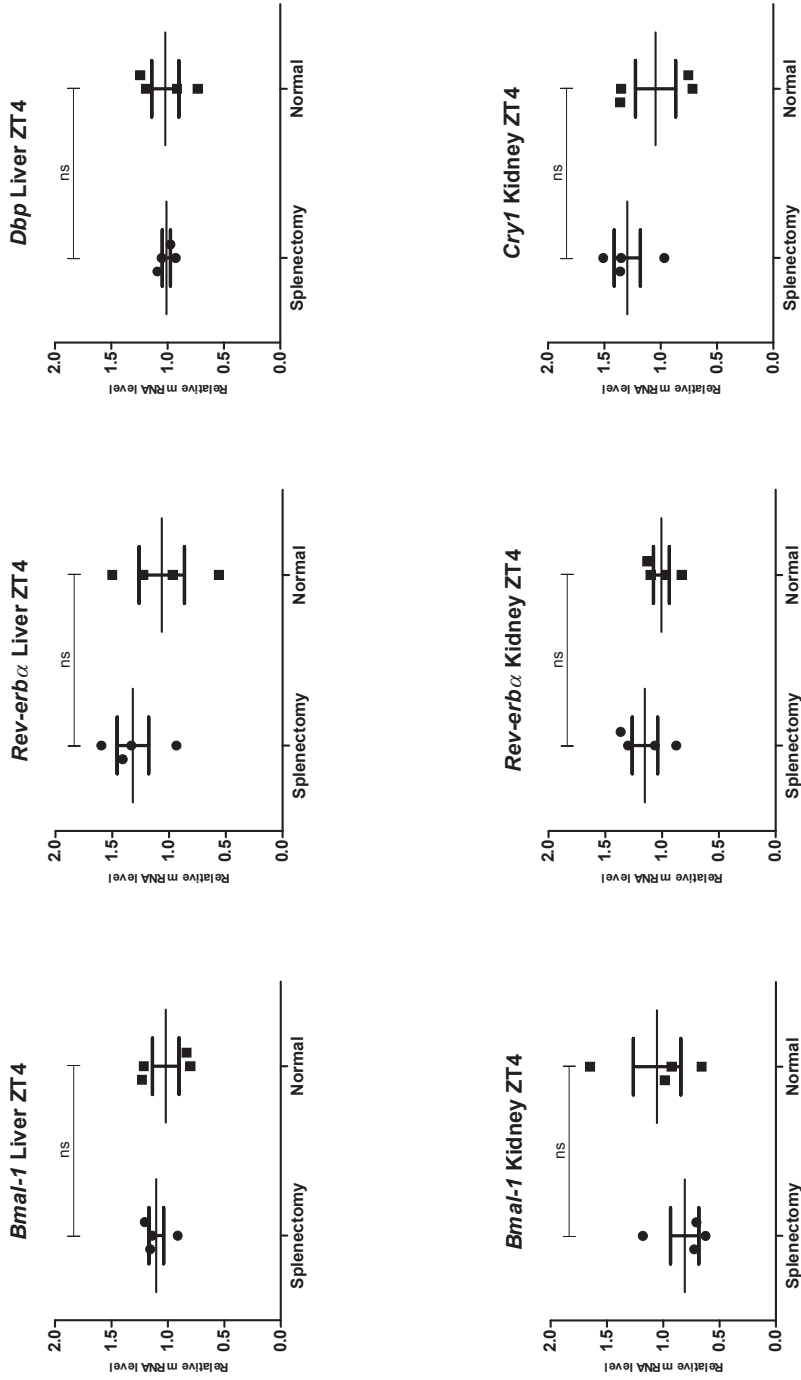 Bmal-1 Liver ZT4
ns
Relative mRNA level
2.0
1.5
1.0
0.5
0.0
Splenectomy Normal
Rev-erbα Liver ZT4
ns
Relative mRNA level
2.0
1.5
1.0
0.5
0.0
Splenectomy Normal
Dbp Liver ZT4
ns
Relative mRNA level
2.0
1.5
1.0
0.5
0.0
Splenectomy Normal
Bmal-1 Kidney ZT4
ns
Relative mRNA level
2.0
1.5
1.0
0.5
0.0
Splenectomy Normal
Rev-erbα Kidney ZT4
ns
Relative mRNA level
2.0
1.5
1.0
0.5
0.0
Splenectomy Normal
Cry1 Kidney ZT4
ns
Relative mRNA level
2.0
1.5
1.0
0.5
0.0
Splenectomy Normal